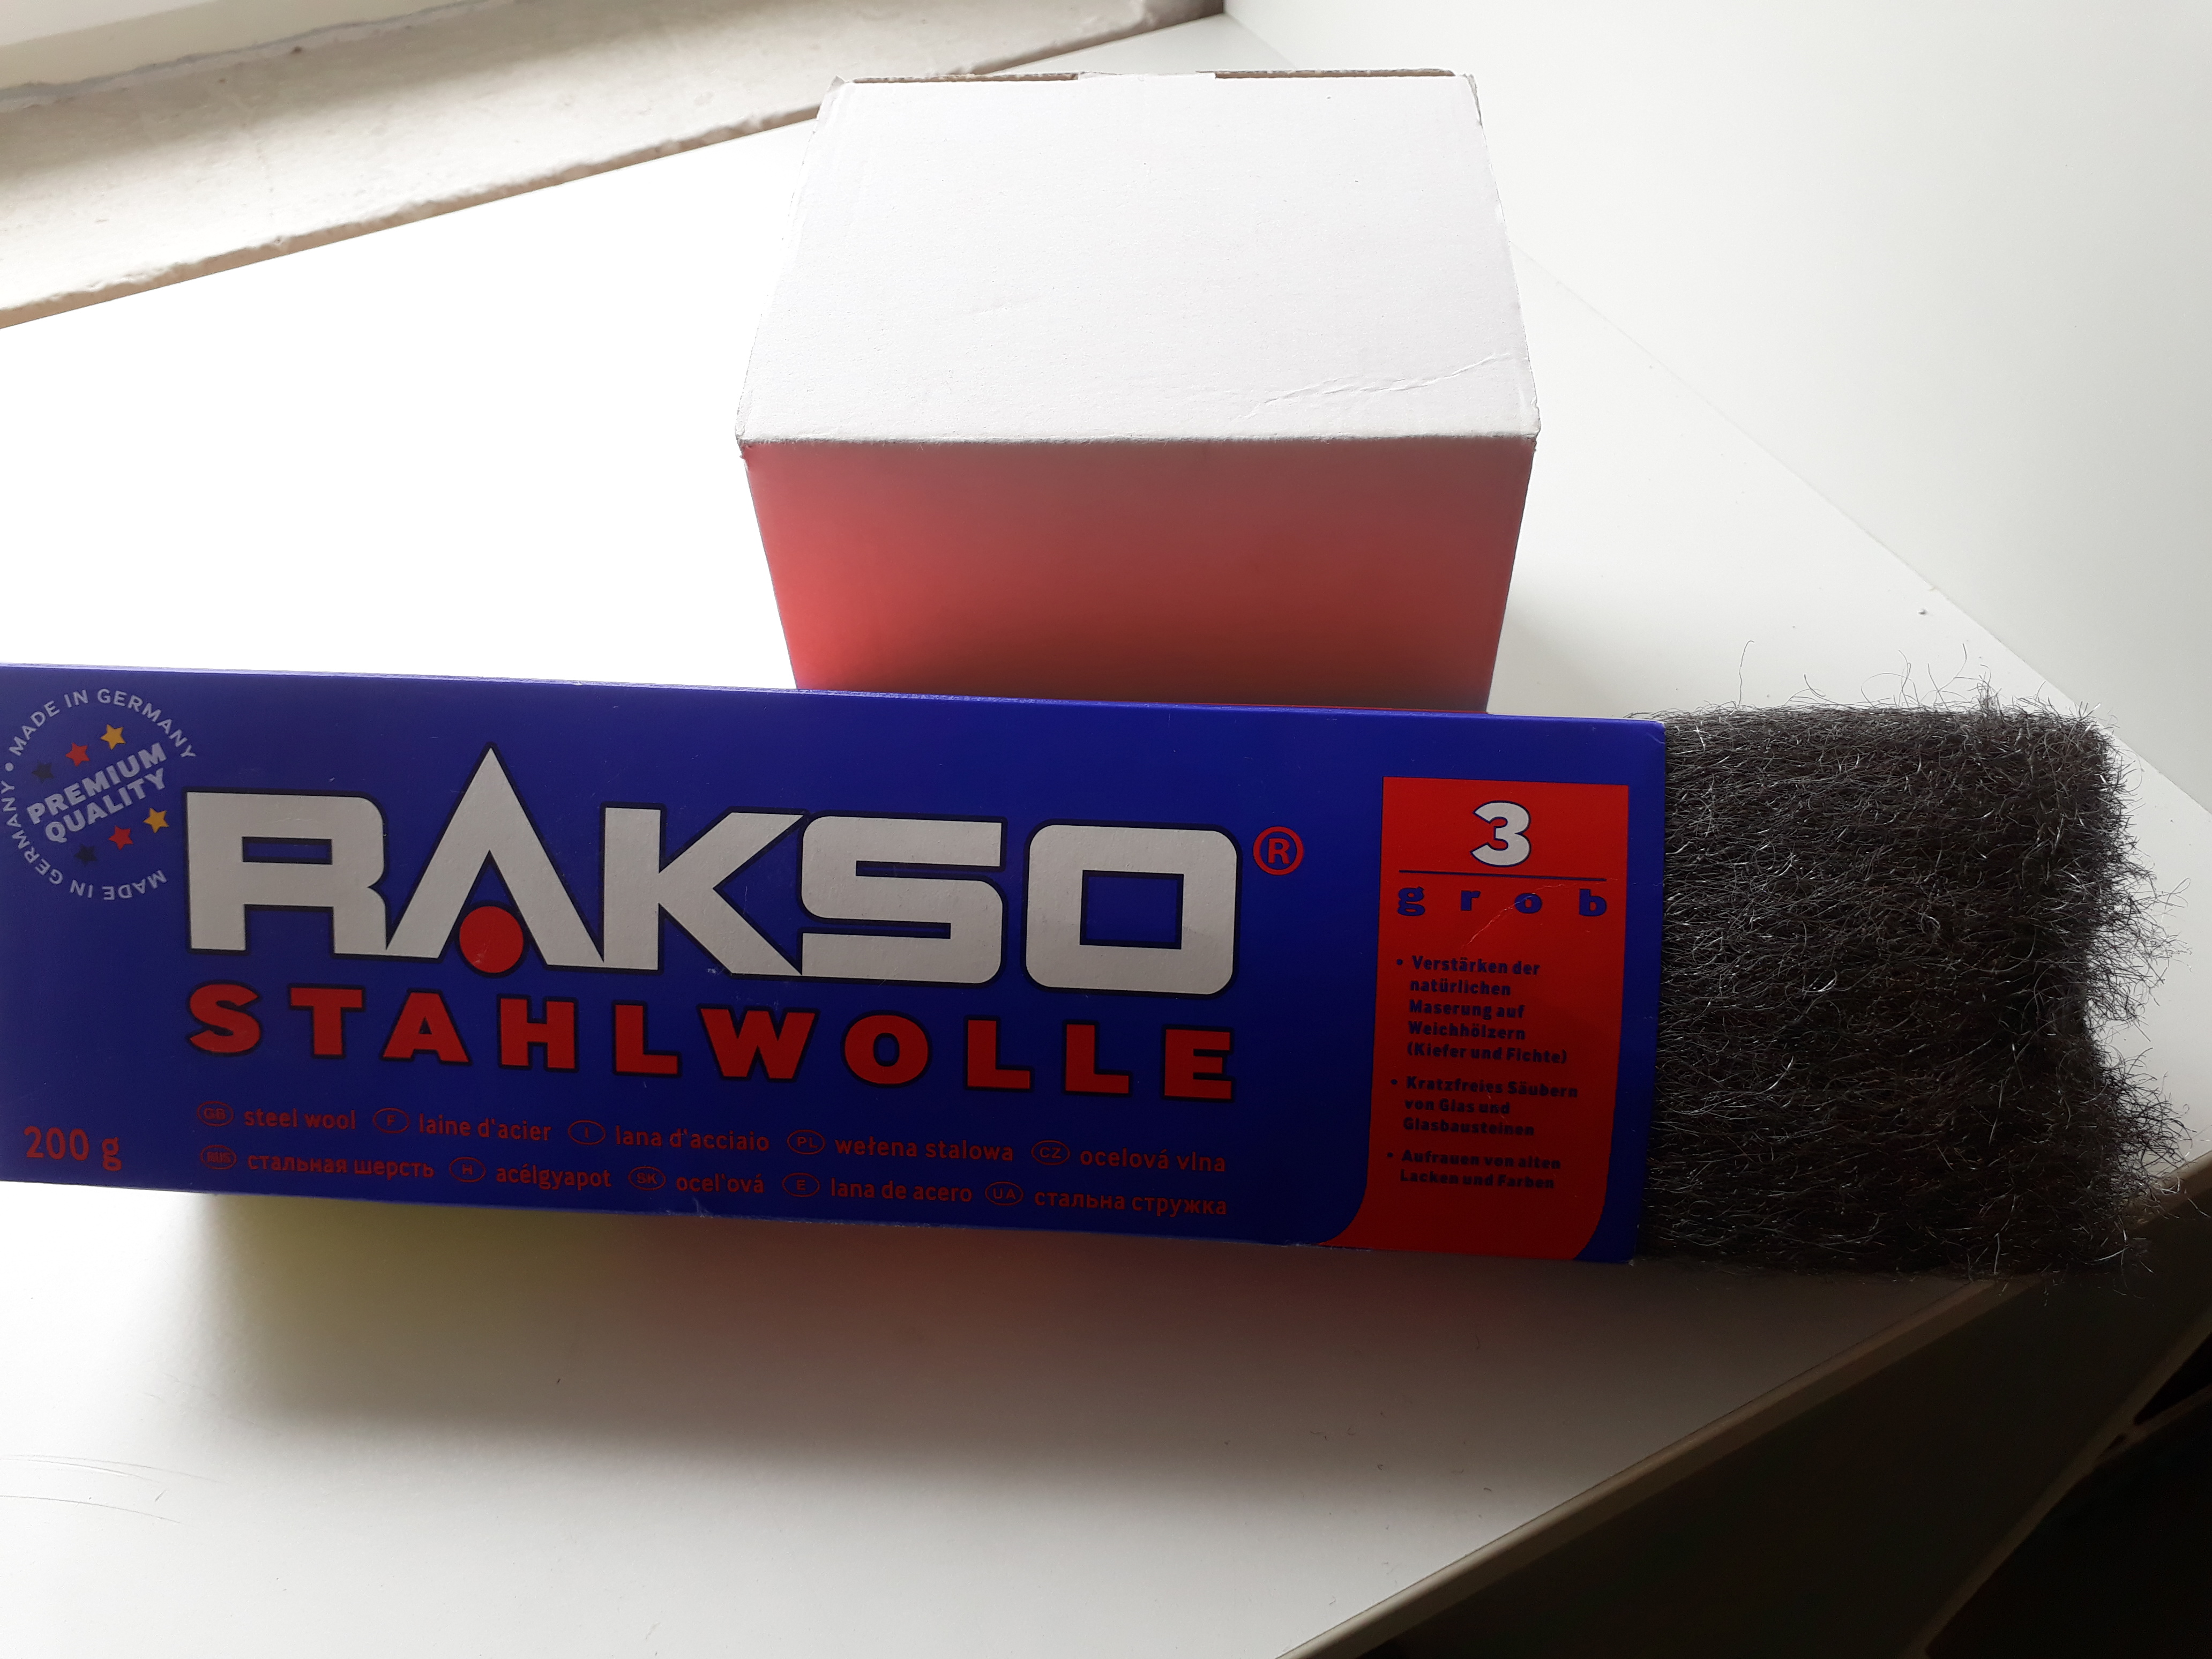 MADE IN GERMANY • MADE IN GERMANY
PREMIUM
QUALITY
RAKSO®
STAHLWOLLE
200 g
GB steel wool F laine d'acier I lana d'acciaio PL wełena stalowa CZ ocelová vlna
RUS стальная шерсть H acélgyapot SK ocel'ová E lana de acero UA стальна стружка
3
grob
• Verstärken der
natürlichen
Maserung auf
Weichhölzern
(Kiefer und Fichte)
• Kratzfreies Säubern
von Glas und
Glasbausteinen
• Aufrauen von alten
Lacken und Farben